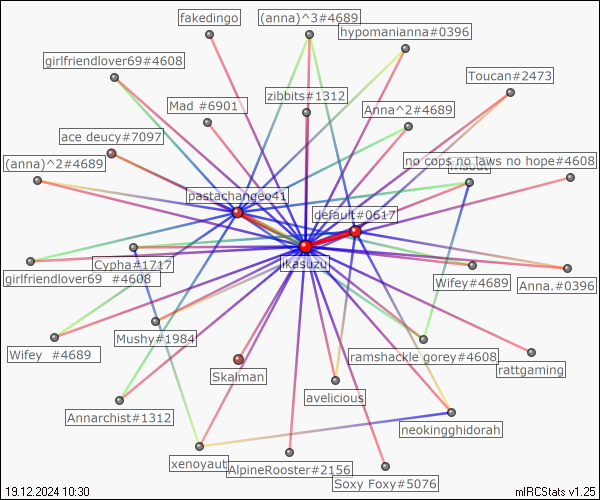 fakedingo
(anna)^3#4689
hypomanianna#0396
girlfriendlover69#4608
Toucan#2473
zibbits#1312
Mad #6901
Anna^2#4689
ace deucy#7097
no cops no laws no hope#4608
(anna)^2#4689
pastachangeo41
default#0617
ikasuzu
Cypha#1717
girlfriendlover69 #4608
Wifey#4689
Anna.#0396
Mushy#1984
Wifey #4689
ramshackle gorey#4608
rattgaming
Skalman
avelicious
Annarchist#1312
neokingghidorah
xenoyaut
AlpineRooster#2156
Soxy Foxy#5076
19.12.2024 10:30
mIRCStats v1.25